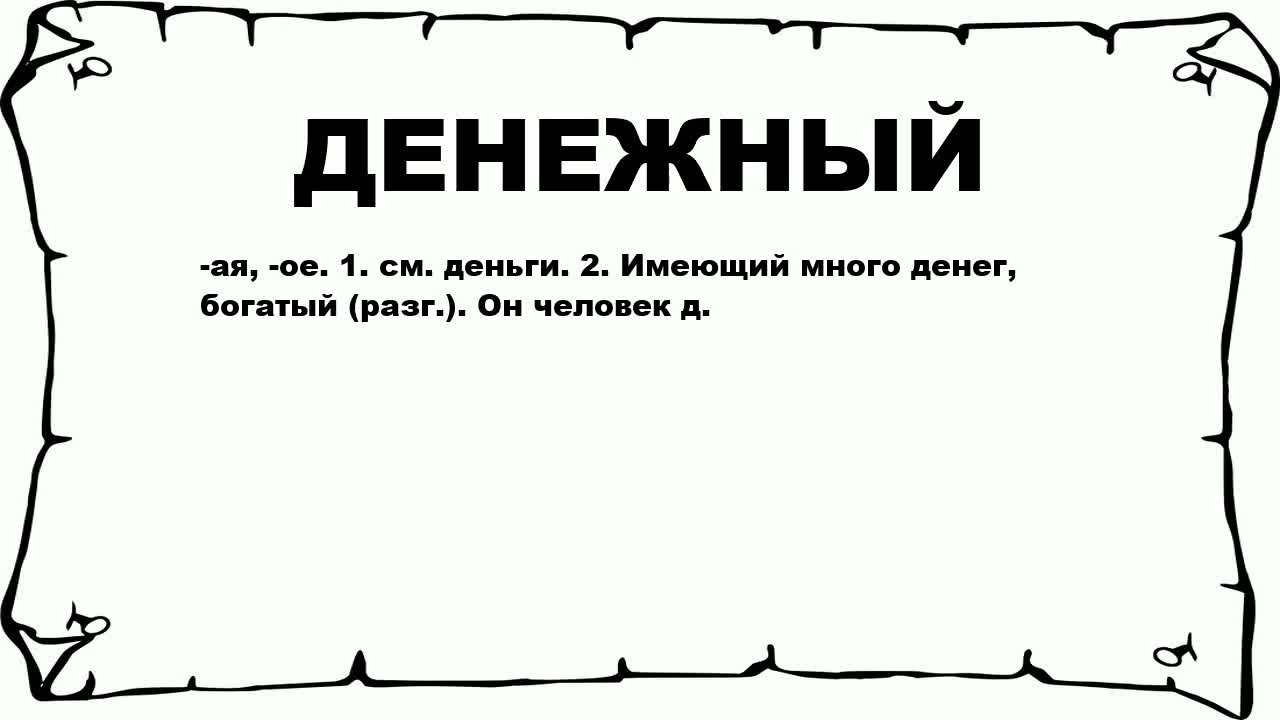 ДЕНЕЖНЫЙ
-ая, -ое. 1. см. деньги. 2. Имеющий много денег,
богатый (разг.). Он человек д.